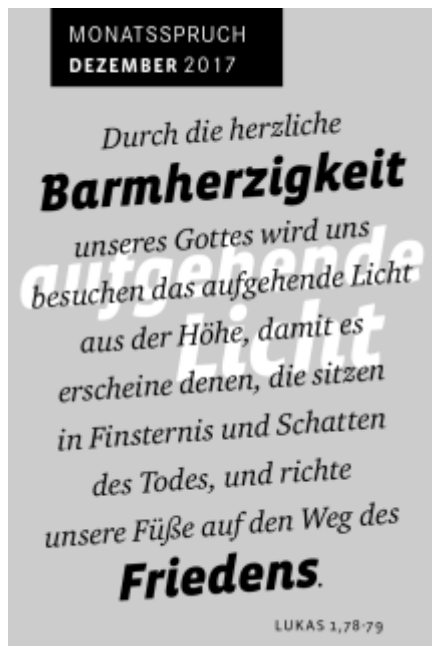 MONATSSPRUCH
DEZEMBER 2017
Durch die herzliche
Barmherzigkeit
unseres Gottes wird uns
aufgehende
besuchen das aufgehende Licht
aus der Höhe, damit es
Licht
erscheine denen, die sitzen
in Finsternis und Schatten
des Todes, und richte
unsere Füße auf den Weg des
Friedens.
LUKAS 1,78-79